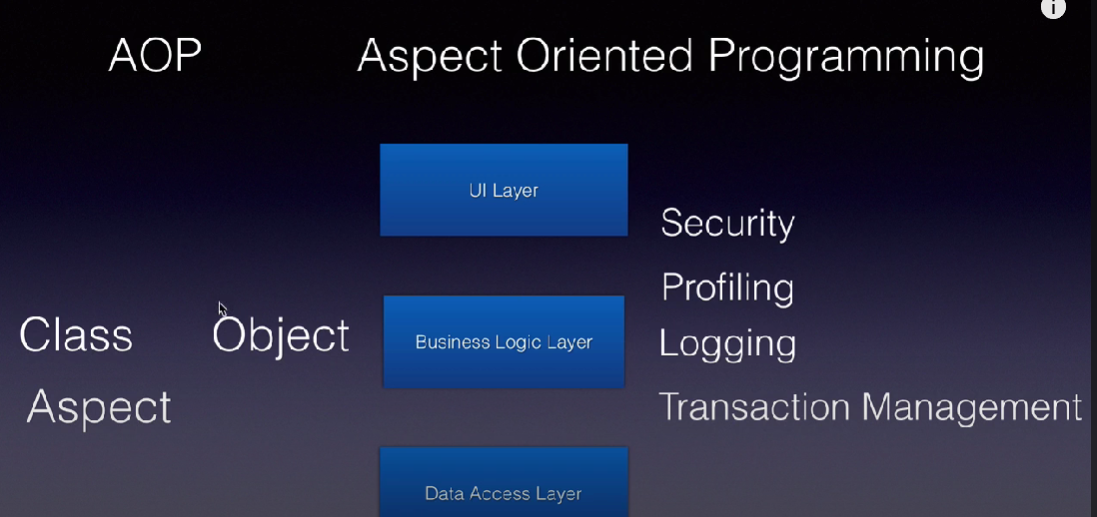 AOP Aspect Oriented Programming
UI Layer
Security
Profiling
Class Object Business Logic Layer Logging
Aspect Transaction Management
Data Access Layer